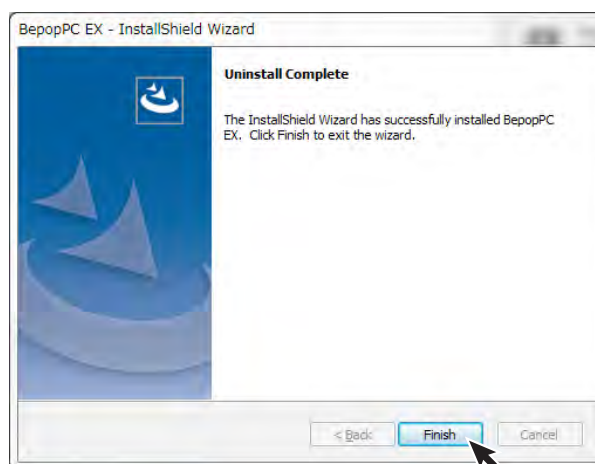 BepopPC EX - InstallShield Wizard
Uninstall Complete
The InstallShield Wizard has successfully installed BepopPC
EX. Click Finish to exit the wizard.
< Back Finish Cancel